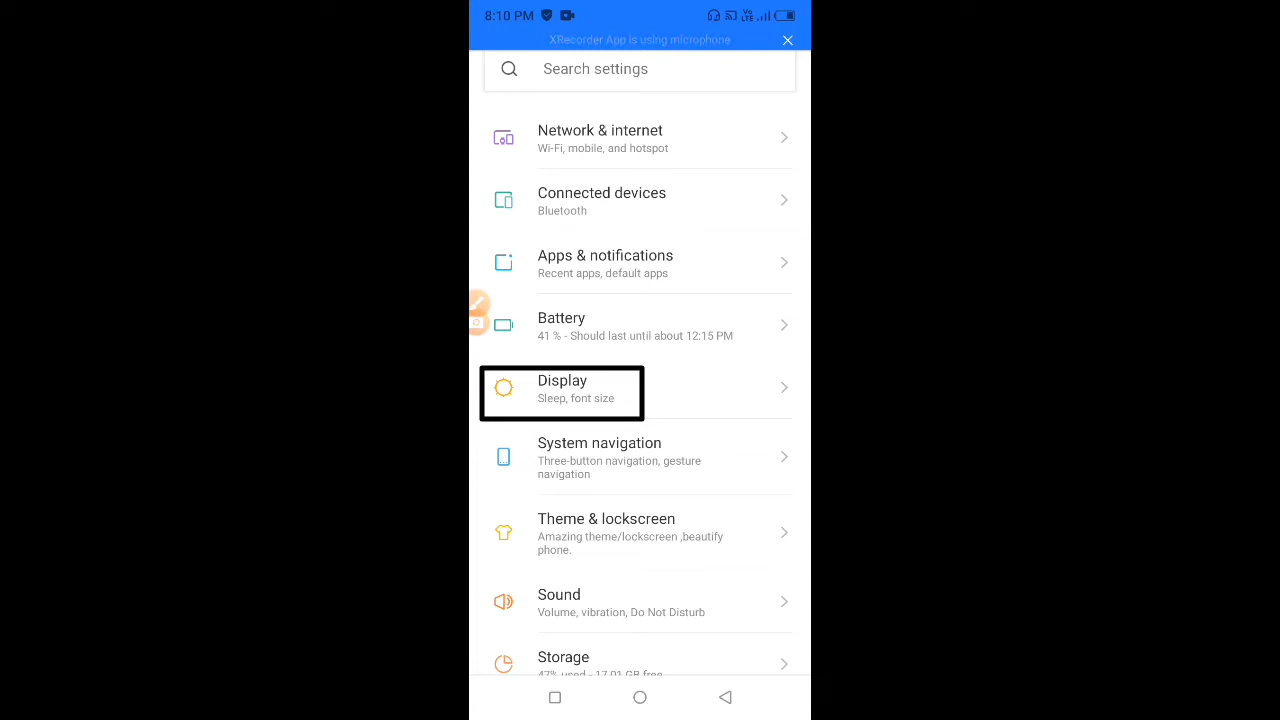 8:10 PM
XRecorder App is using microphone
Search settings
Network & internet
Wi-Fi, mobile, and hotspot
Connected devices
Bluetooth
Apps & notifications
Recent apps, default apps
Battery
41 % - Should last until about 12:15 PM
Display
Sleep, font size
System navigation
Three-button navigation, gesture
navigation
Theme & lockscreen
Amazing theme/lockscreen ,beautify
phone.
Sound
Volume, vibration, Do Not Disturb
Storage
47% used - 17.01 GB free